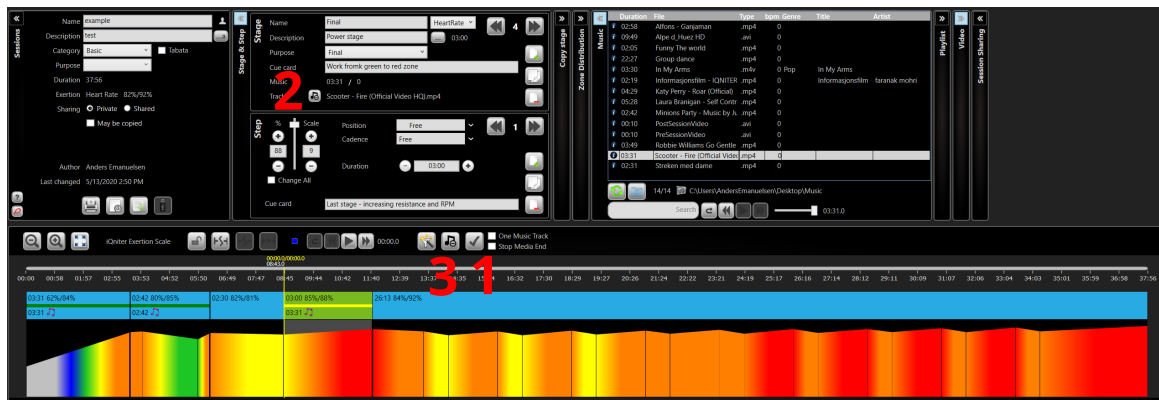 Sessions
Name example
Description test
Category Basic Tabata
Purpose
Duration 37:56
Exertion Heart Rate 82%/92%
Sharing Private Shared
May be copied
Author Anders Emanuelsen
Last changed 5/13/2020 2:50 PM
Stage & Step
Stage
Name Final HeartRate 4
Description Power stage 03:00
Purpose Final
Cue card Work fromk green to red zone
Music 03:31 / 0
Track Scooter - Fire (Official Video HQ).mp4
2
Step
% Scale Position Free 1
Cadence Free
88 9
Duration 03:00
Change All
Cue card Last stage - increasing resistance and RPM
Copy stage
Zone Distribution
Music
Duration File Type bpm Genre Title Artist
02:58 Alfons - Ganjaman .mp4 0
09:49 Alpe d_Huez HD .avi 0
02:05 Funny The world .mp4 0
22:27 Group dance .mp4 0
03:30 In My Arms .m4v 0 Pop In My Arms
02:19 Informasjonsfilm - IQNITER .mp4 0 Informasjonsfilm faranak mohri
04:29 Katy Perry - Roar (Official) .mp4 0
05:28 Laura Branigan - Self Contr .mp4 0
02:42 Minions Party - Music by Ju .mp4 0
00:10 PostSessionVideo .avi 0
00:10 PreSessionVideo .avi 0
03:49 Robbie Williams Go Gentle .mp4 0
03:31 Scooter - Fire (Official Video .mp4 0
02:31 Streken med dame .mp4 0
14/14 C:\Users\AndersEmanuelsen\Desktop\Music
Search 03:31.0
Playlist
Video
Session Sharing
iQniter Exertion Scale 00:00.0 One Music Track
Stop Media End
3 1
00:00.0/00:00.0
08:43.0
00:00 00:58 01:57 02:55 03:53 04:52 05:50 06:49 07:47 08:45 09:44 10:42 11:40 12:39 13:37 14:35 15:34 16:32 17:30 18:29 19:27 20:26 21:24 22:22 23:21 24:19 25:17 26:16 27:14 28:12 29:11 30:09 31:07 32:06 33:04 34:03 35:01 35:59 36:58 37:56
03:31 62%/84% 02:42 80%/85% 02:30 82%/81% 03:00 85%/88% 26:13 84%/92%
03:31 02:42 03:31